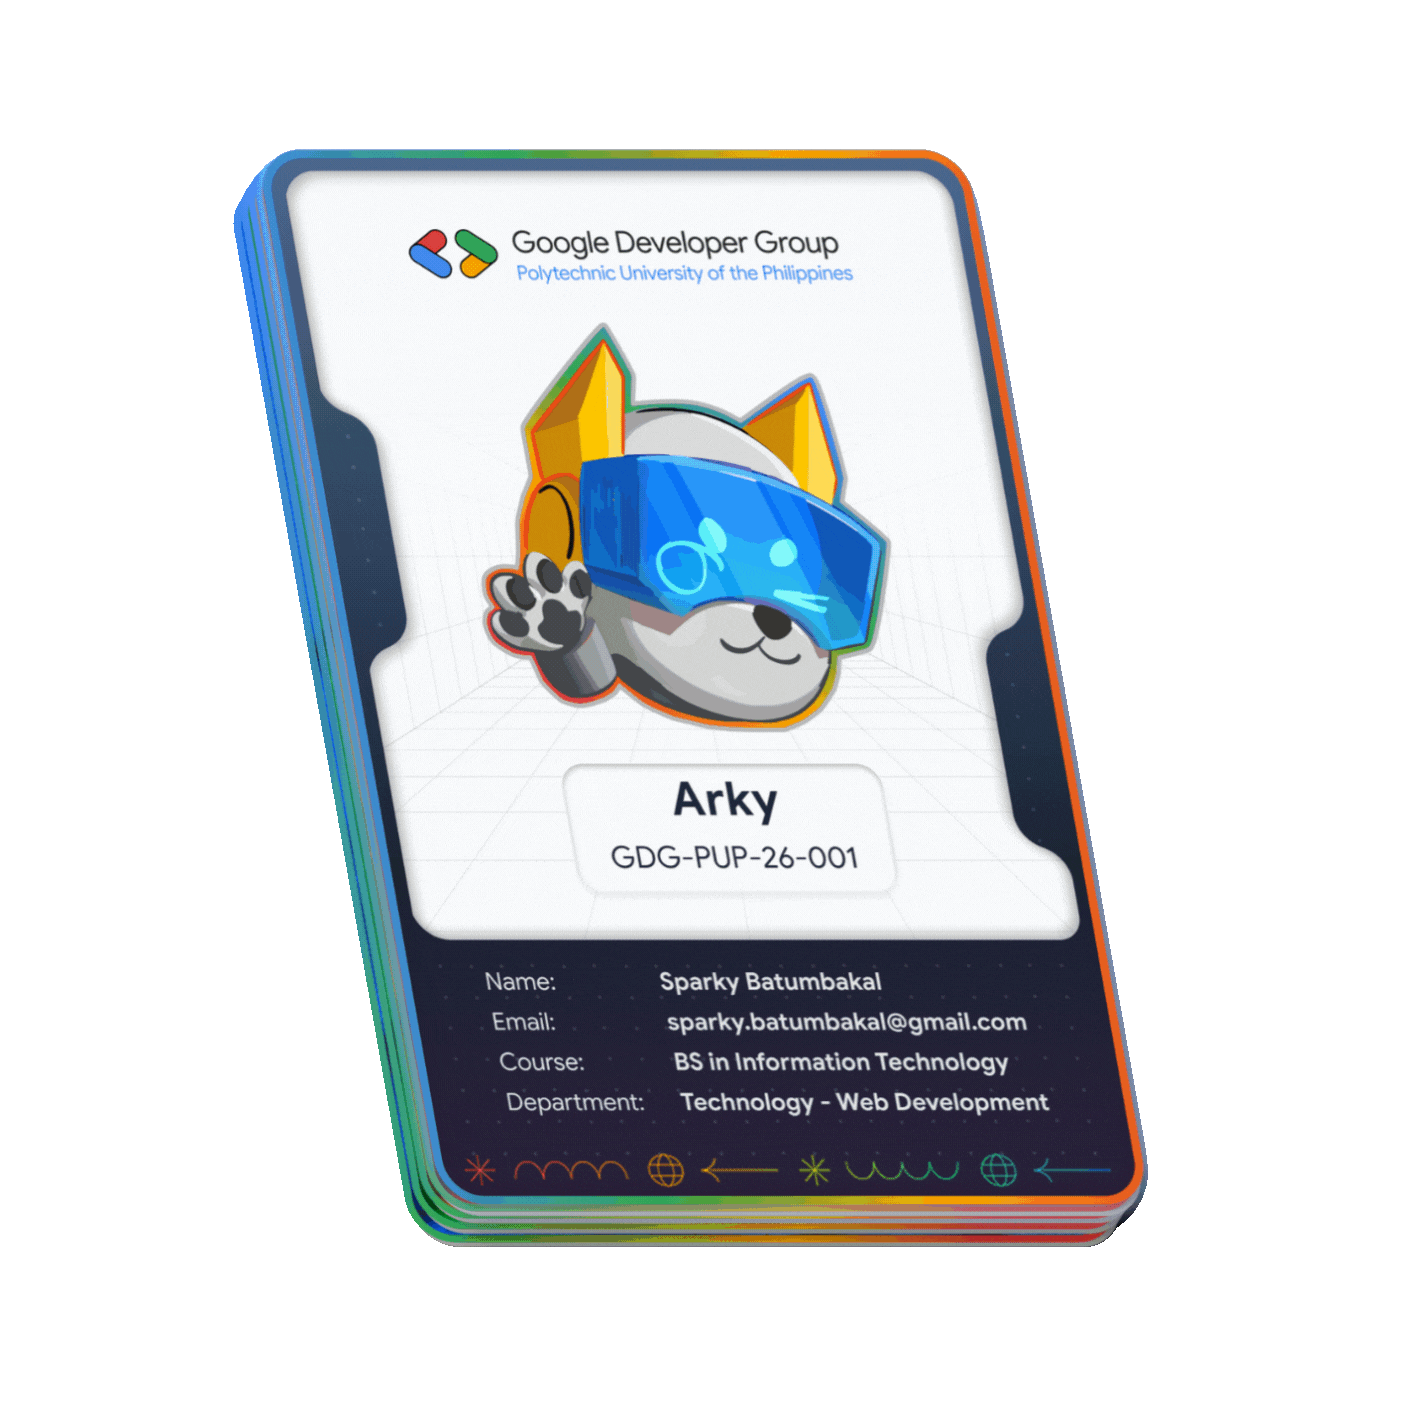 Google Developer Group
Polytechnic University of the Philippines
Arky
GDG-PUP-26-001
Name: Sparky Batumbakal
Email: sparky.batumbakal@gmail.com
Course: BS in Information Technology
Department: Technology - Web Development